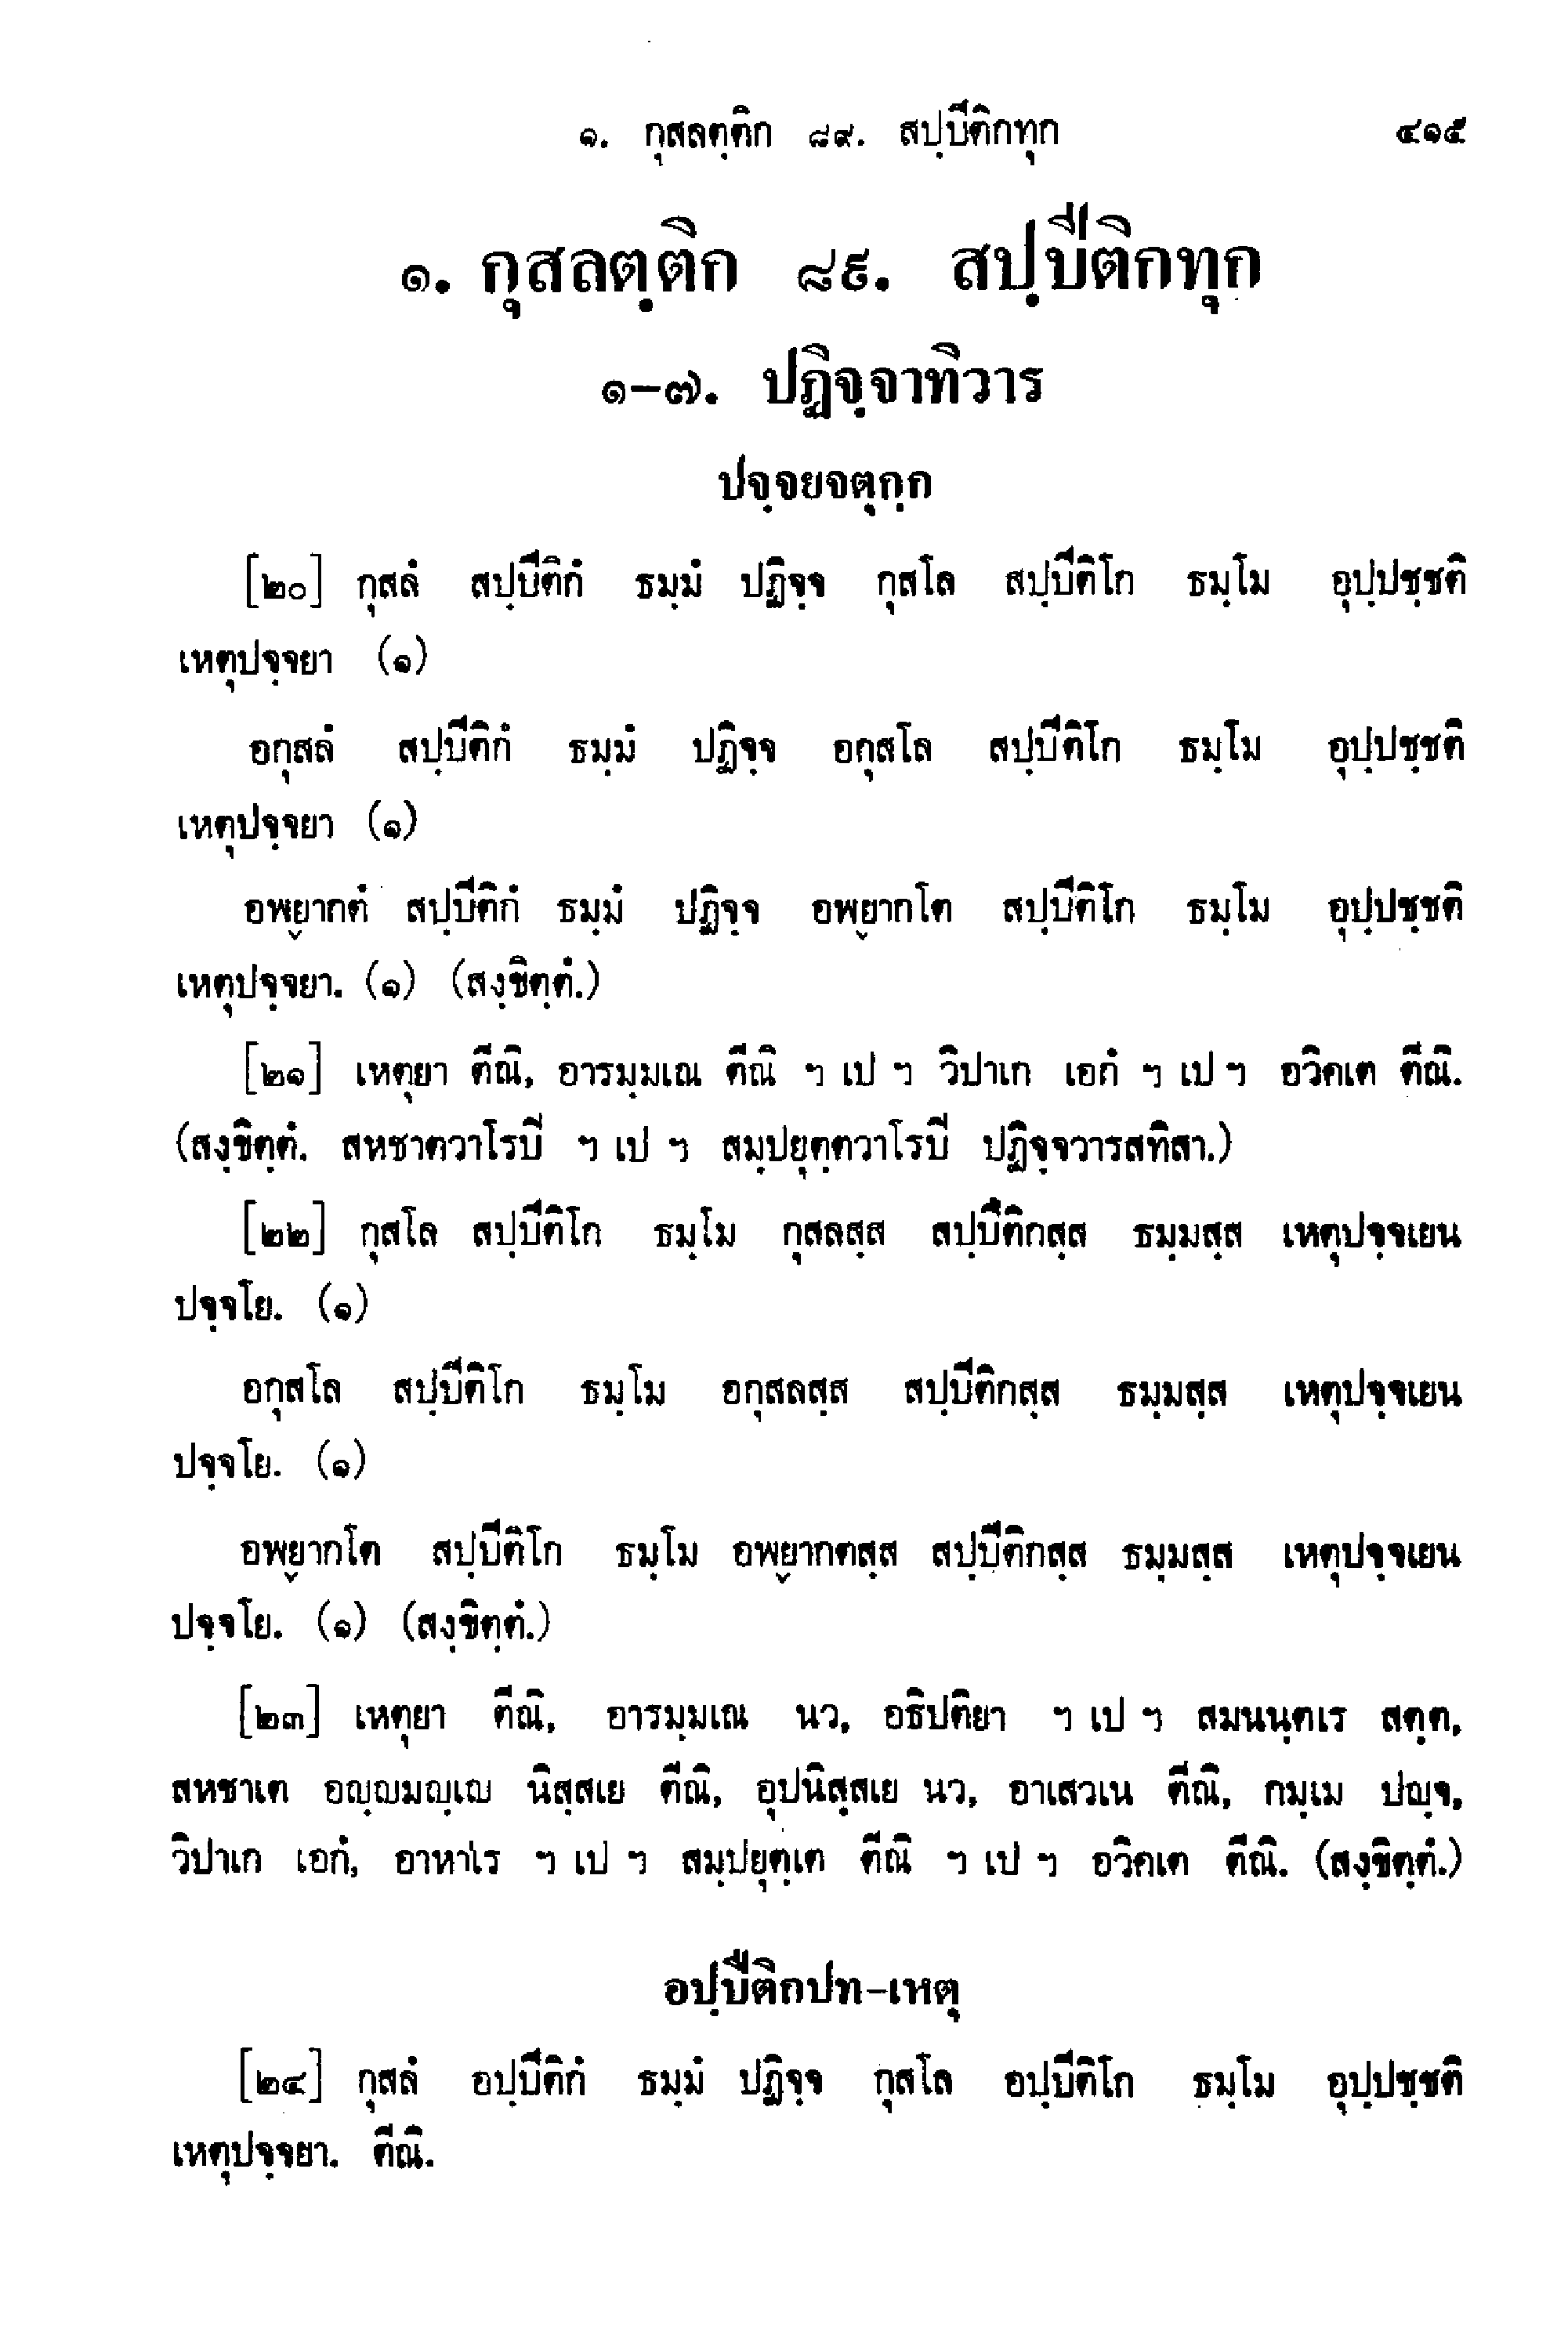 ๑. กุสลตฺติก ๘๙. สปฺปีติกทุก ๔๑๕
๑. กุสลตฺติก ๘๙. สปฺปีติกทุก
๑-๗. ปฏิจฺจาทิวาร
ปจฺจยจตุกฺก
[๒๐] กุสลํ สปฺปีติกํ ธมฺมํ ปฏิจฺจ กุสโล สปฺปีติโก ธมฺโม อุปฺปชฺชติ
เหตุปจฺจยา (๑)
อกุสลํ สปฺปีติกํ ธมฺมํ ปฏิจฺจ อกุสโล สปฺปีติโก ธมฺโม อุปฺปชฺชติ
เหตุปจฺจยา (๑)
อพฺยากตํ สปฺปีติกํ ธมฺมํ ปฏิจฺจ อพฺยากโต สปฺปีติโก ธมฺโม อุปฺปชฺชติ
เหตุปจฺจยา. (๑) (สงฺขิตฺตํ.)
[๒๑] เหตุยา ตีณิ, อารมฺมเณ ตีณิ ฯ เป ฯ วิปาเก เอกํ ฯ เป ฯ อวิคเต ตีณิ.
(สงฺขิตฺตํ. สหชาตวาโรปี ฯ เป ฯ สมฺปยุตฺตวาโรปี ปฏิจฺจวารสทิสา.)
[๒๒] กุสโล สปฺปีติโก ธมฺโม กุสลสฺส สปฺปีติกสฺส ธมฺมสฺส เหตุปจฺจเยน
ปจฺจโย. (๑)
อกุสโล สปฺปีติโก ธมฺโม อกุสลสฺส สปฺปีติกสฺส ธมฺมสฺส เหตุปจฺจเยน
ปจฺจโย. (๑)
อพฺยากโต สปฺปีติโก ธมฺโม อพฺยากตสฺส สปฺปีติกสฺส ธมฺมสฺส เหตุปจฺจเยน
ปจฺจโย. (๑) (สงฺขิตฺตํ.)
[๒๓] เหตุยา ตีณิ, อารมฺมเณ นว, อธิปติยา ฯ เป ฯ สมนนฺตเร สตฺต,
สหชาเต อญฺญมญฺเญ นิสฺสเย ตีณิ, อุปนิสฺสเย นว, อาเสวเน ตีณิ, กมฺเม ปญฺจ,
วิปาเก เอกํ, อาหาเร ฯ เป ฯ สมฺปยุตฺเต ตีณิ ฯ เป ฯ อวิคเต ตีณิ. (สงฺขิตฺตํ.)
อปฺปีติกปท-เหตุ
[๒๔] กุสลํ อปฺปีติกํ ธมฺมํ ปฏิจฺจ กุสโล อปฺปีติโก ธมฺโม อุปฺปชฺชติ
เหตุปจฺจยา. ตีณิ.